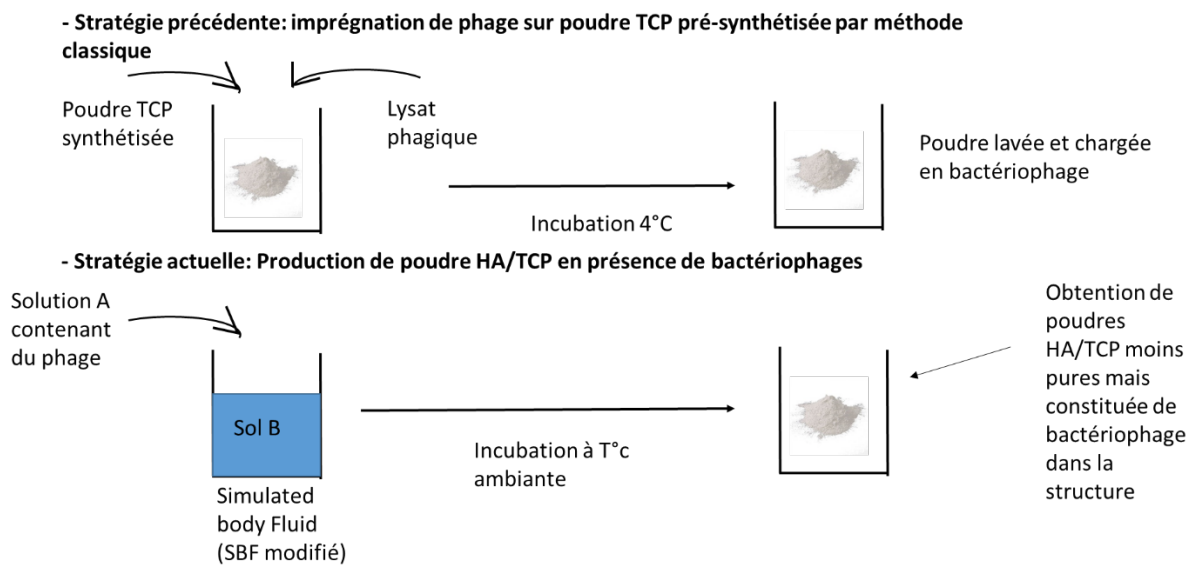 - Stratégie précédente: imprégnation de phage sur poudre TCP pré-synthétisée par méthode
classique
Poudre TCP
synthétisée
Lysat
phagique
Incubation 4°C
Poudre lavée et chargée
en bactériophage
- Stratégie actuelle: Production de poudre HA/TCP en présence de bactériophages
Solution A
contenant
du phage
Sol B
Simulated
body Fluid
(SBF modifié)
Incubation à T°c
ambiante
Obtention de
poudres
HA/TCP moins
pures mais
constituée de
bactériophage
dans la
structure